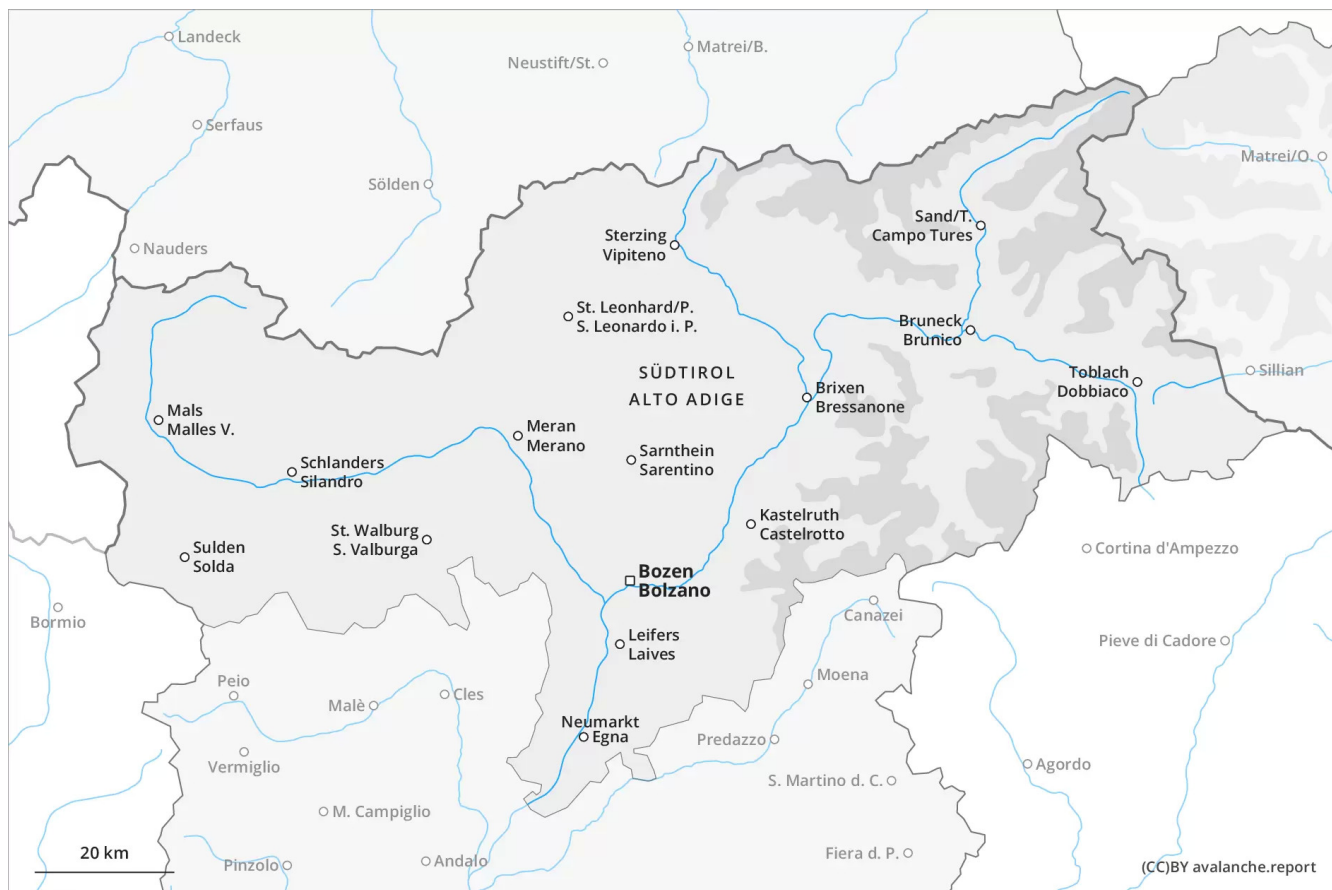 Landeck
Matrei/B.
Neustift/St.
Serfaus
Matrei/O.
Sölden
Sand/T.
Campo Tures
Sterzing
Vipiteno
Nauders
St. Leonhard/P.
S. Leonardo i. P.
Bruneck
Brunico
SÜDTIROL
ALTO ADIGE
Toblach
Dobbiaco
Sillian
Brixen
Bressanone
Mals
Malles V.
Meran
Merano
Schlanders
Silandro
Sarnthein
Sarentino
Kastelruth
Castelrotto
St. Walburg
S. Valburga
Sulden
Solda
Cortina d'Ampezzo
Bozen
Bolzano
Bormio
Canazei
Leifers
Laives
Pieve di Cadore
Peio
Moena
Malè
Cles
Neumarkt
Egna
Predazzo
Vermiglio
Agordo
S. Martino d. C.
M. Campiglio
20 km
Pinzolo
Andalo
Fiera d. P.
(CC)BY avalanche.report